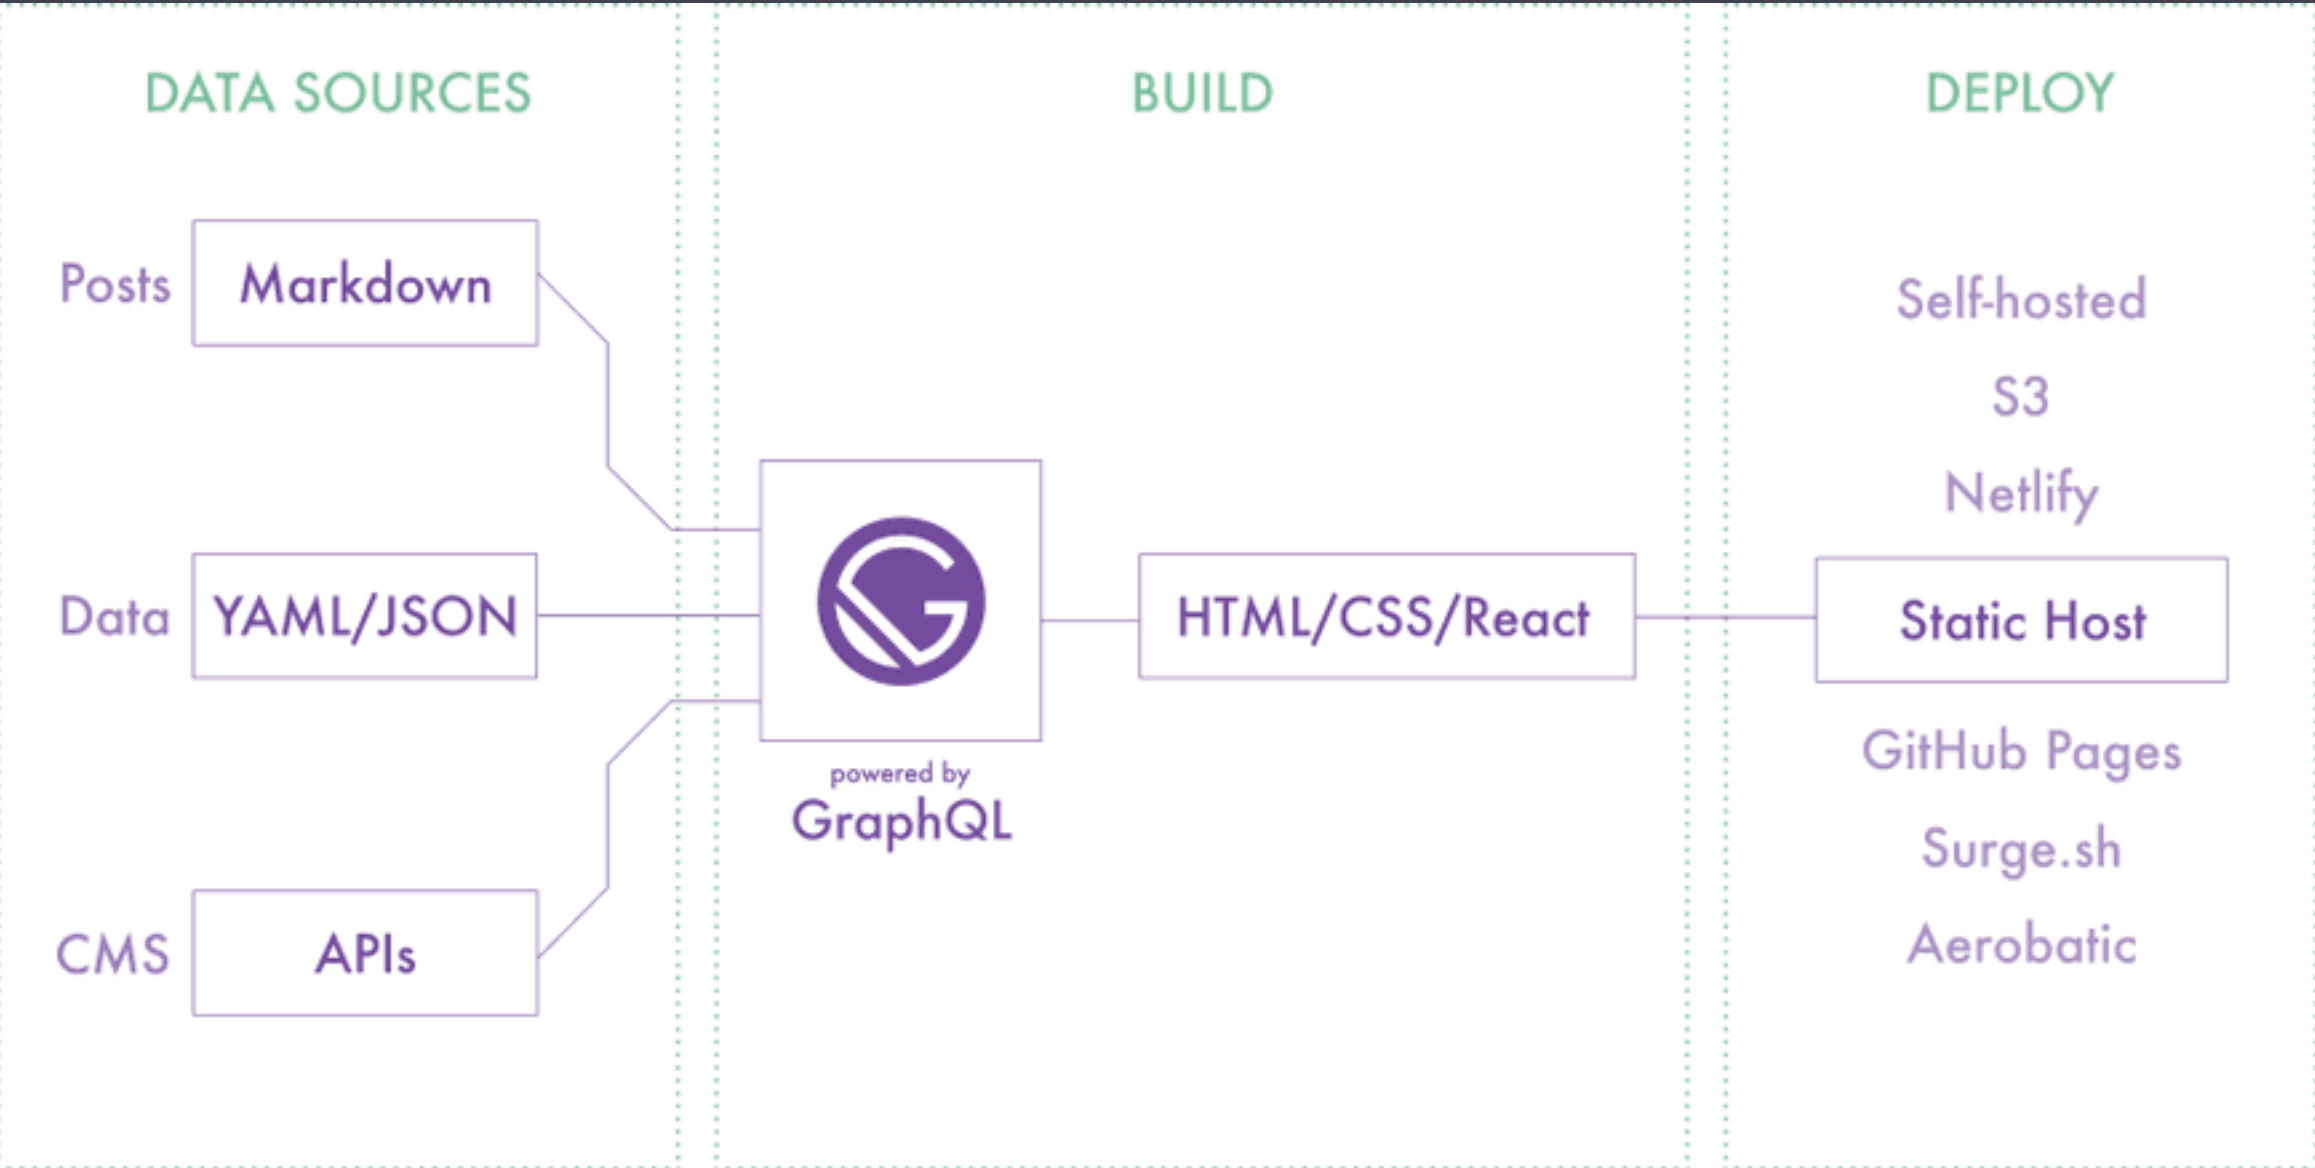 DATA SOURCES
Posts
Markdown
Data
YAML/JSON
CMS
APIs
BUILD
powered by
GraphQL
HTML/CSS/React
DEPLOY
Self-hosted
S3
Netlify
Static Host
GitHub Pages
Surge.sh
Aerobatic